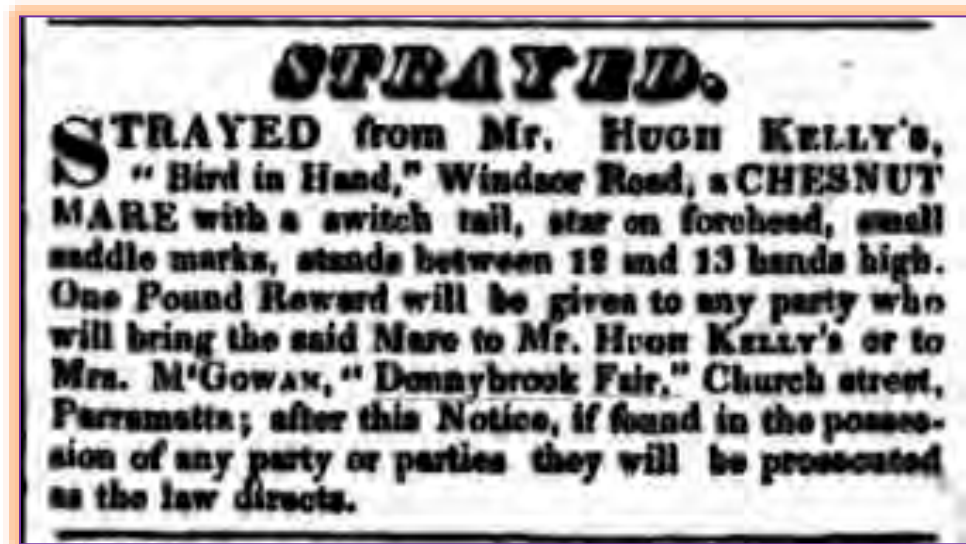 STRAYED.
STRAYED from Mr. HUGH KELLY'S,
"Bird in Hand," Windsor Road, a CHESNUT
MARE with a switch tail, star on forehead, small
saddle marks, stands between 12 and 13 hands high.
One Pound Reward will be given to any party who
will bring the said Mare to Mr. HUGH KELLY'S or to
Mrs. M'GOWAN, "Donnybrook Fair," Church street,
Parramatta; after this Notice, if found in the posses-
sion of any party or parties they will be prosecuted
as the law directs.